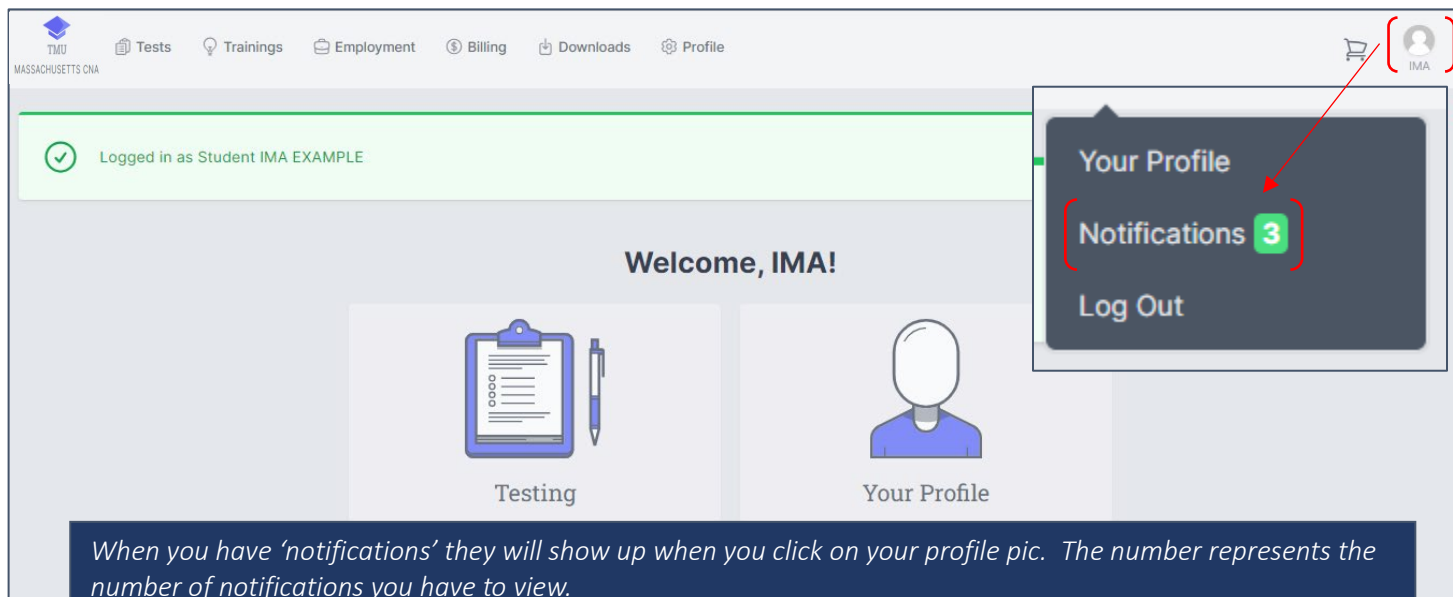 TMU
MASSACHUSETTS CNA
Tests
Trainings
Employment
Billing
Downloads
Profile
IMA
Logged in as Student IMA EXAMPLE
Your Profile
Notifications 3
Log Out
Welcome, IMA!
Testing
Your Profile
When you have ‘notifications’ they will show up when you click on your profile pic.  The number represents the
number of notifications you have to view.